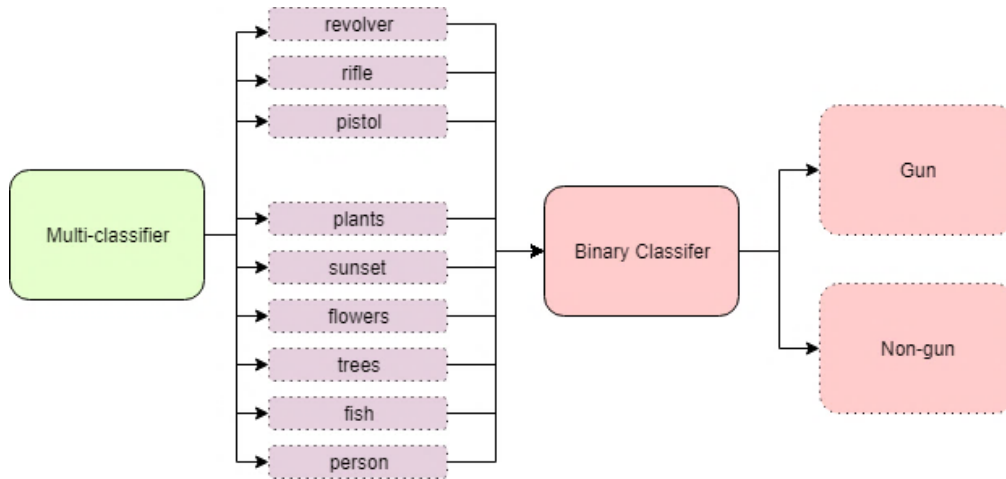 revolver
rifle
pistol
Multi-classifier
plants
sunset
flowers
trees
fish
person
Binary Classifer
Gun
Non-gun